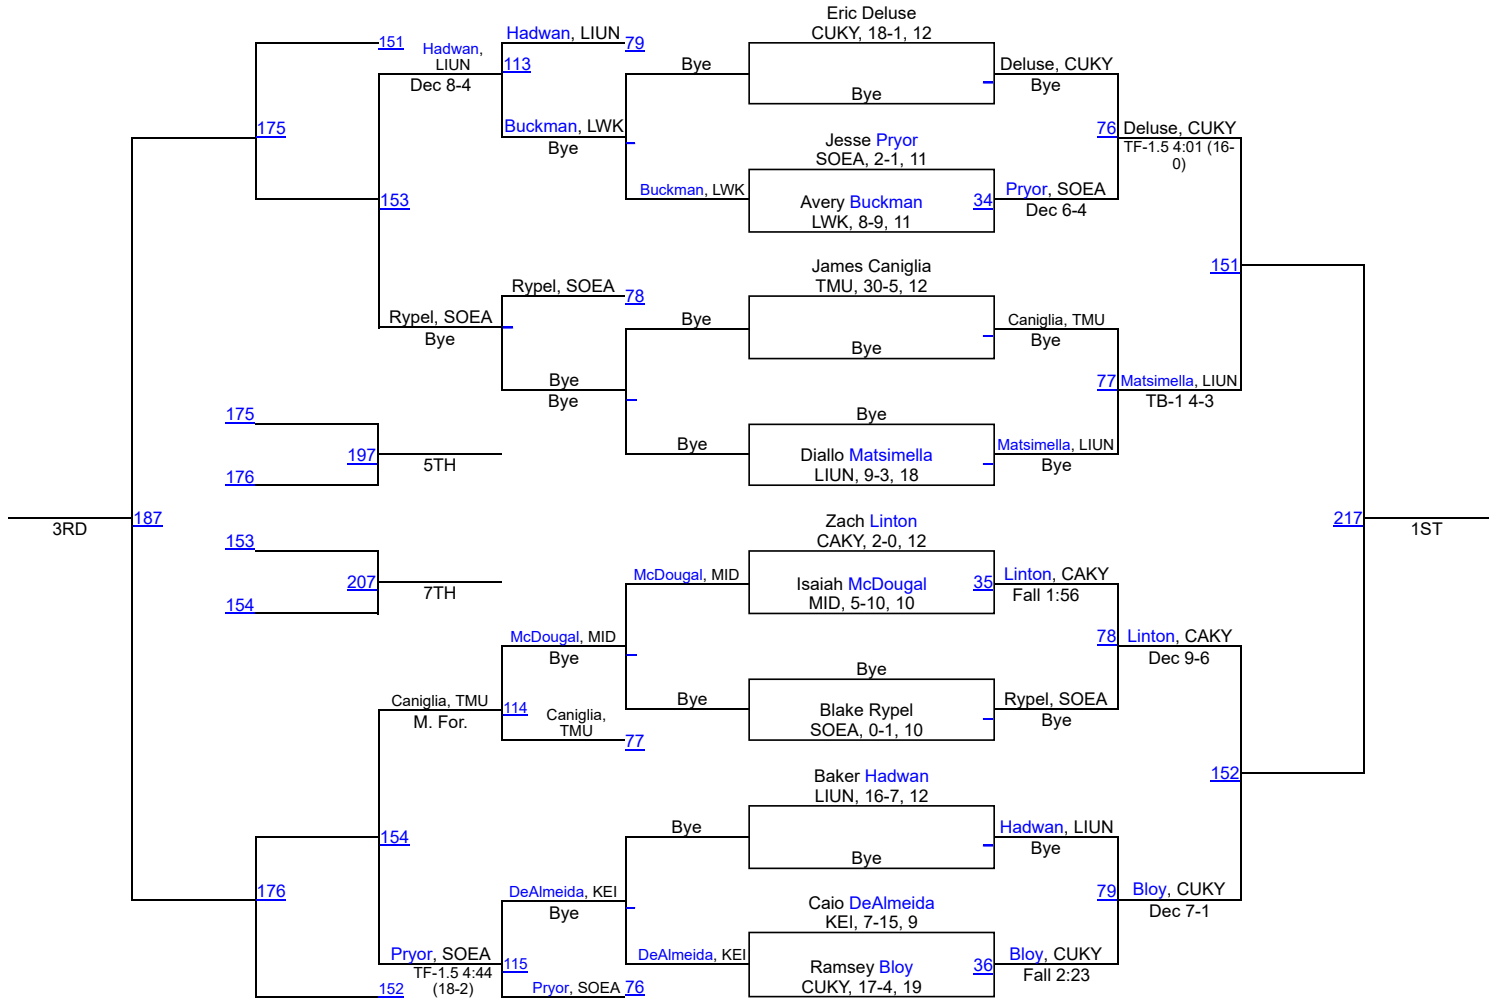 Eric Deluse
CUKY, 18-1, 12
Hadwan, LIUN
79
151
Hadwan,
LIUN
Dec 8-4
113
Bye
Bye
Deluse, CUKY
Bye
Buckman, LWK
Bye
175
76
Deluse, CUKY
TF-1.5 4:01 (16-
0)
Jesse Pryor
SOEA, 2-1, 11
Buckman, LWK
Avery Buckman
LWK, 8-9, 11
34
Pryor, SOEA
Dec 6-4
153
James Caniglia
TMU, 30-5, 12
151
Rypel, SOEA
78
Rypel, SOEA
Bye
Bye
Bye
Caniglia, TMU
Bye
Bye
Bye
77
Matsimella, LIUN
TB-1 4-3
175
197
5TH
176
Bye
Bye
Diallo Matsimella
LIUN, 9-3, 18
Matsimella, LIUN
Bye
3RD
187
217
1ST
Zach Linton
CAKY, 2-0, 12
153
207
7TH
154
McDougal, MID
Isaiah McDougal
MID, 5-10, 10
35
Linton, CAKY
Fall 1:56
McDougal, MID
Bye
78
Linton, CAKY
Dec 9-6
Bye
Bye
Blake Rypel
SOEA, 0-1, 10
Rypel, SOEA
Bye
Caniglia, TMU
M. For.
114
Caniglia,
TMU
77
152
Baker Hadwan
LIUN, 16-7, 12
154
Bye
Bye
Hadwan, LIUN
Bye
176
DeAlmeida, KEI
Bye
79
Bloy, CUKY
Dec 7-1
Caio DeAlmeida
KEI, 7-15, 9
Pryor, SOEA
TF-1.5 4:44
(18-2)
115
DeAlmeida, KEI
Ramsey Bloy
CUKY, 17-4, 19
36
Bloy, CUKY
Fall 2:23
152
Pryor, SOEA
76